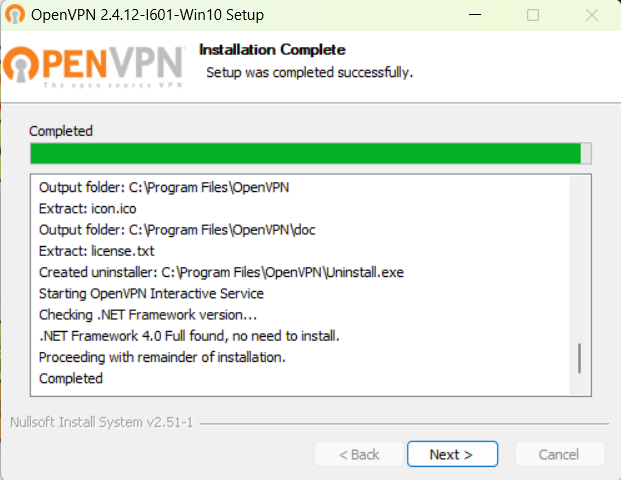 OpenVPN 2.4.12-I601-Win10 Setup
OPENVPN
The open source VPN
Installation Complete
Setup was completed successfully.
Completed
Output folder: C:\Program Files\OpenVPN
Extract: icon.ico
Output folder: C:\Program Files\OpenVPN\doc
Extract: license.txt
Created uninstaller: C:\Program Files\OpenVPN\Uninstall.exe
Starting OpenVPN Interactive Service
Checking .NET Framework version...
.NET Framework 4.0 Full found, no need to install.
Proceeding with remainder of installation.
Completed
Nullsoft Install System v2.51-1
< Back
Next >
Cancel